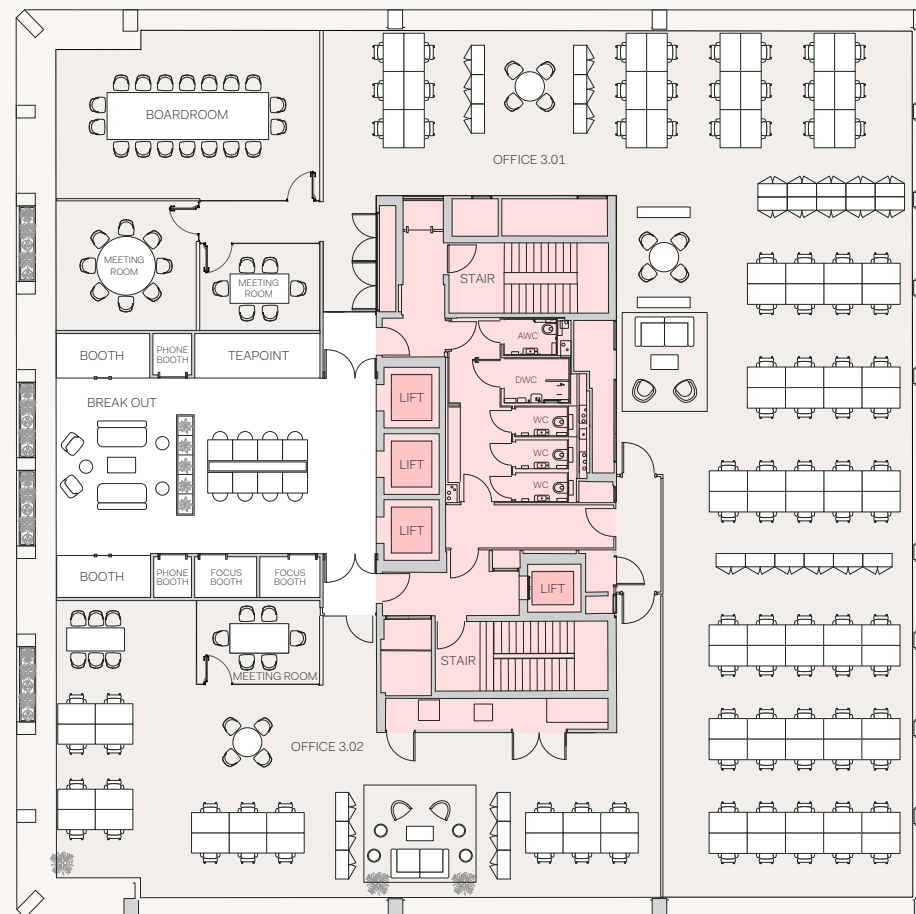 BOARDROOM
OFFICE 3.01
MEETING
ROOM
MEETING
ROOM
STAIR
AWC
BOOTH
PHONE
BOOTH
TEAPOINT
DWC
LIFT
BREAK OUT
WC
WC
LIFT
WC
LIFT
BOOTH
PHONE
BOOTH
FOCUS
BOOTH
FOCUS
BOOTH
LIFT
STAIR
MEETING ROOM
OFFICE 3.02